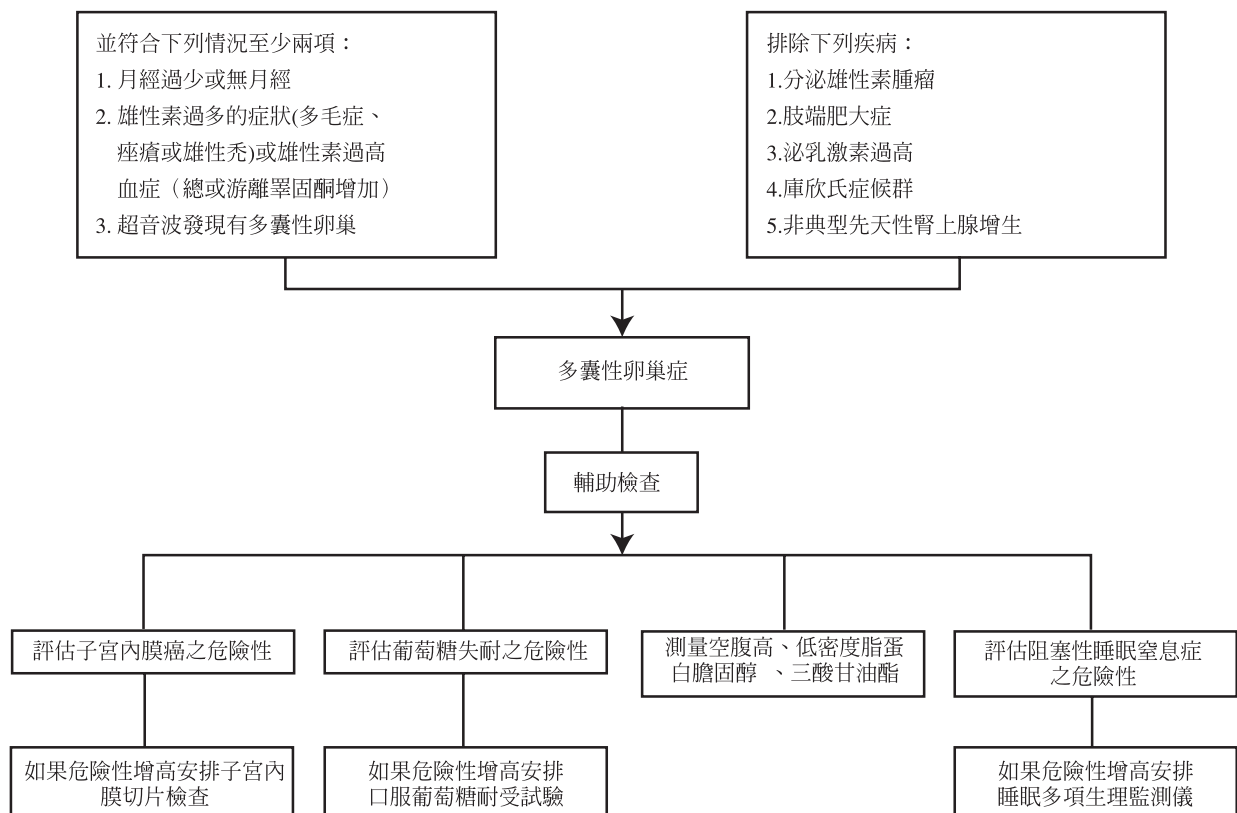 並符合下列情況至少兩項：
1. 月經過少或無月經
2. 雄性素過多的症狀(多毛症、
痤瘡或雄性禿)或雄性素過高
血症（總或游離睪固酮增加）
3. 超音波發現有多囊性卵巢
排除下列疾病：
1.分泌雄性素腫瘤
2.肢端肥大症
3.泌乳激素過高
4.庫欣氏症候群
5.非典型先天性腎上腺增生
多囊性卵巢症
輔助檢查
評估子宮內膜癌之危險性
評估葡萄糖失耐之危險性
測量空腹高、低密度脂蛋
白膽固醇 、三酸甘油酯
評估阻塞性睡眠窒息症
之危險性
如果危險性增高安排子宮內
膜切片檢查
如果危險性增高安排
口服葡萄糖耐受試驗
如果危險性增高安排
睡眠多項生理監測儀